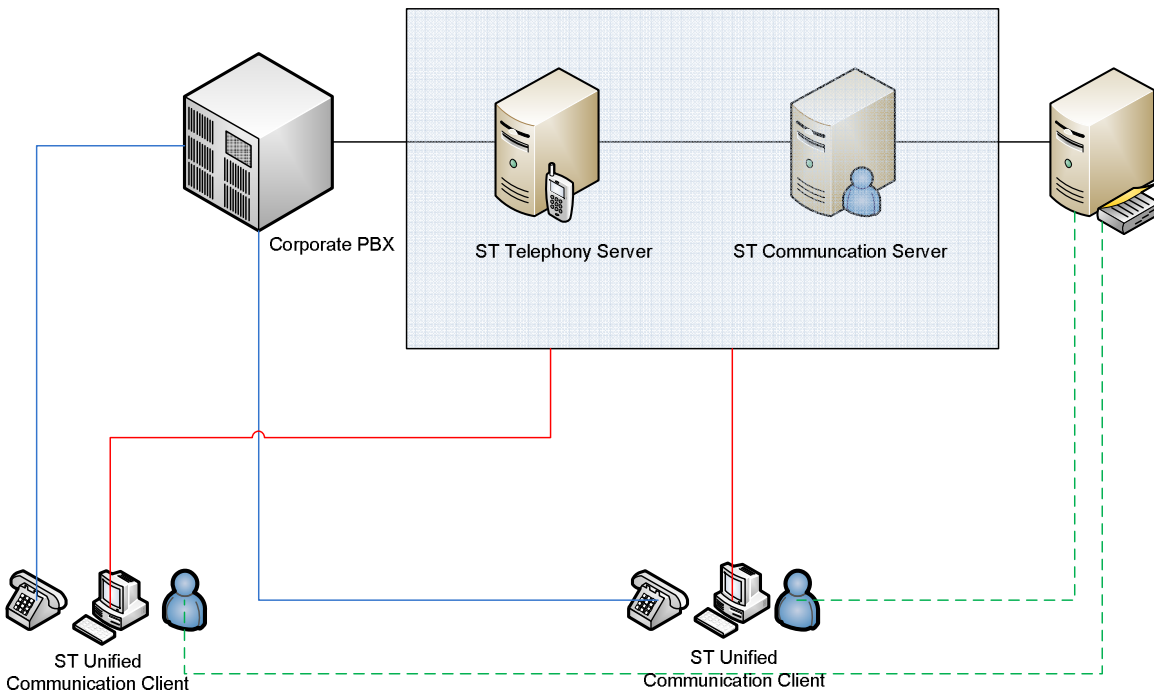 Corporate PBX
ST Telephony Server
ST Communcation Server
ST Unified
Communication Client
ST Unified
Communication Client